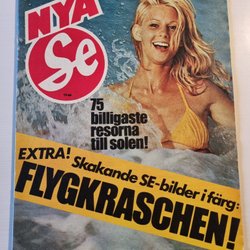 NYA
Se
75
billigaste
resorna
till solen!
EXTRA! Skakande SE-bilder i färg:
FLYGKRASCHEN!